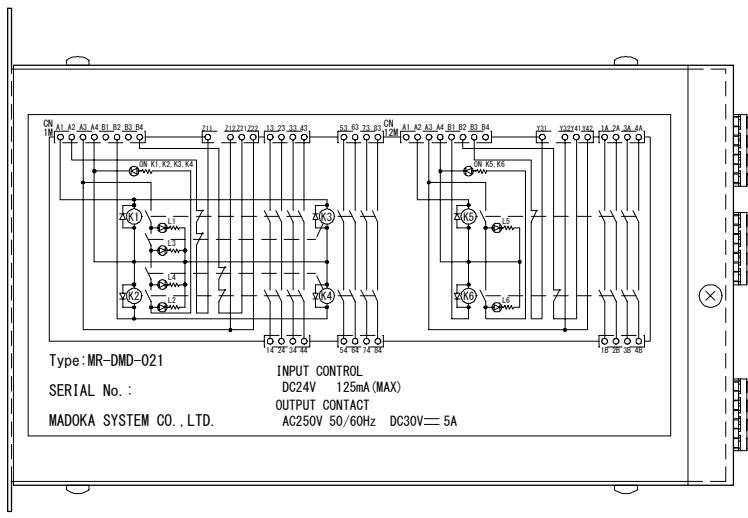 CN 1M A1 A2 A3 A4 B1 B2 B3 B4 Z11 Z12 Z21 Z22 13 23 33 43 53 63 73 83
CN 12M A1 A2 A3 A4 B1 B2 B3 B4 Y31 Y32 Y41 Y42 1A 2A 3A 4A
ON K1,K2,K3,K4
ON K5,K6
K1 L1 K3 K5 L5
L3
L4
K2 L2 K4 K6 L6
14 24 34 44 54 64 74 84 1B 2B 3B 4B
Type:MR-DMD-021
SERIAL No.:
MADOKA SYSTEM CO.,LTD.
INPUT CONTROL
DC24V 125mA(MAX)
OUTPUT CONTACT
AC250V 50/60Hz DC30V⎓ 5A